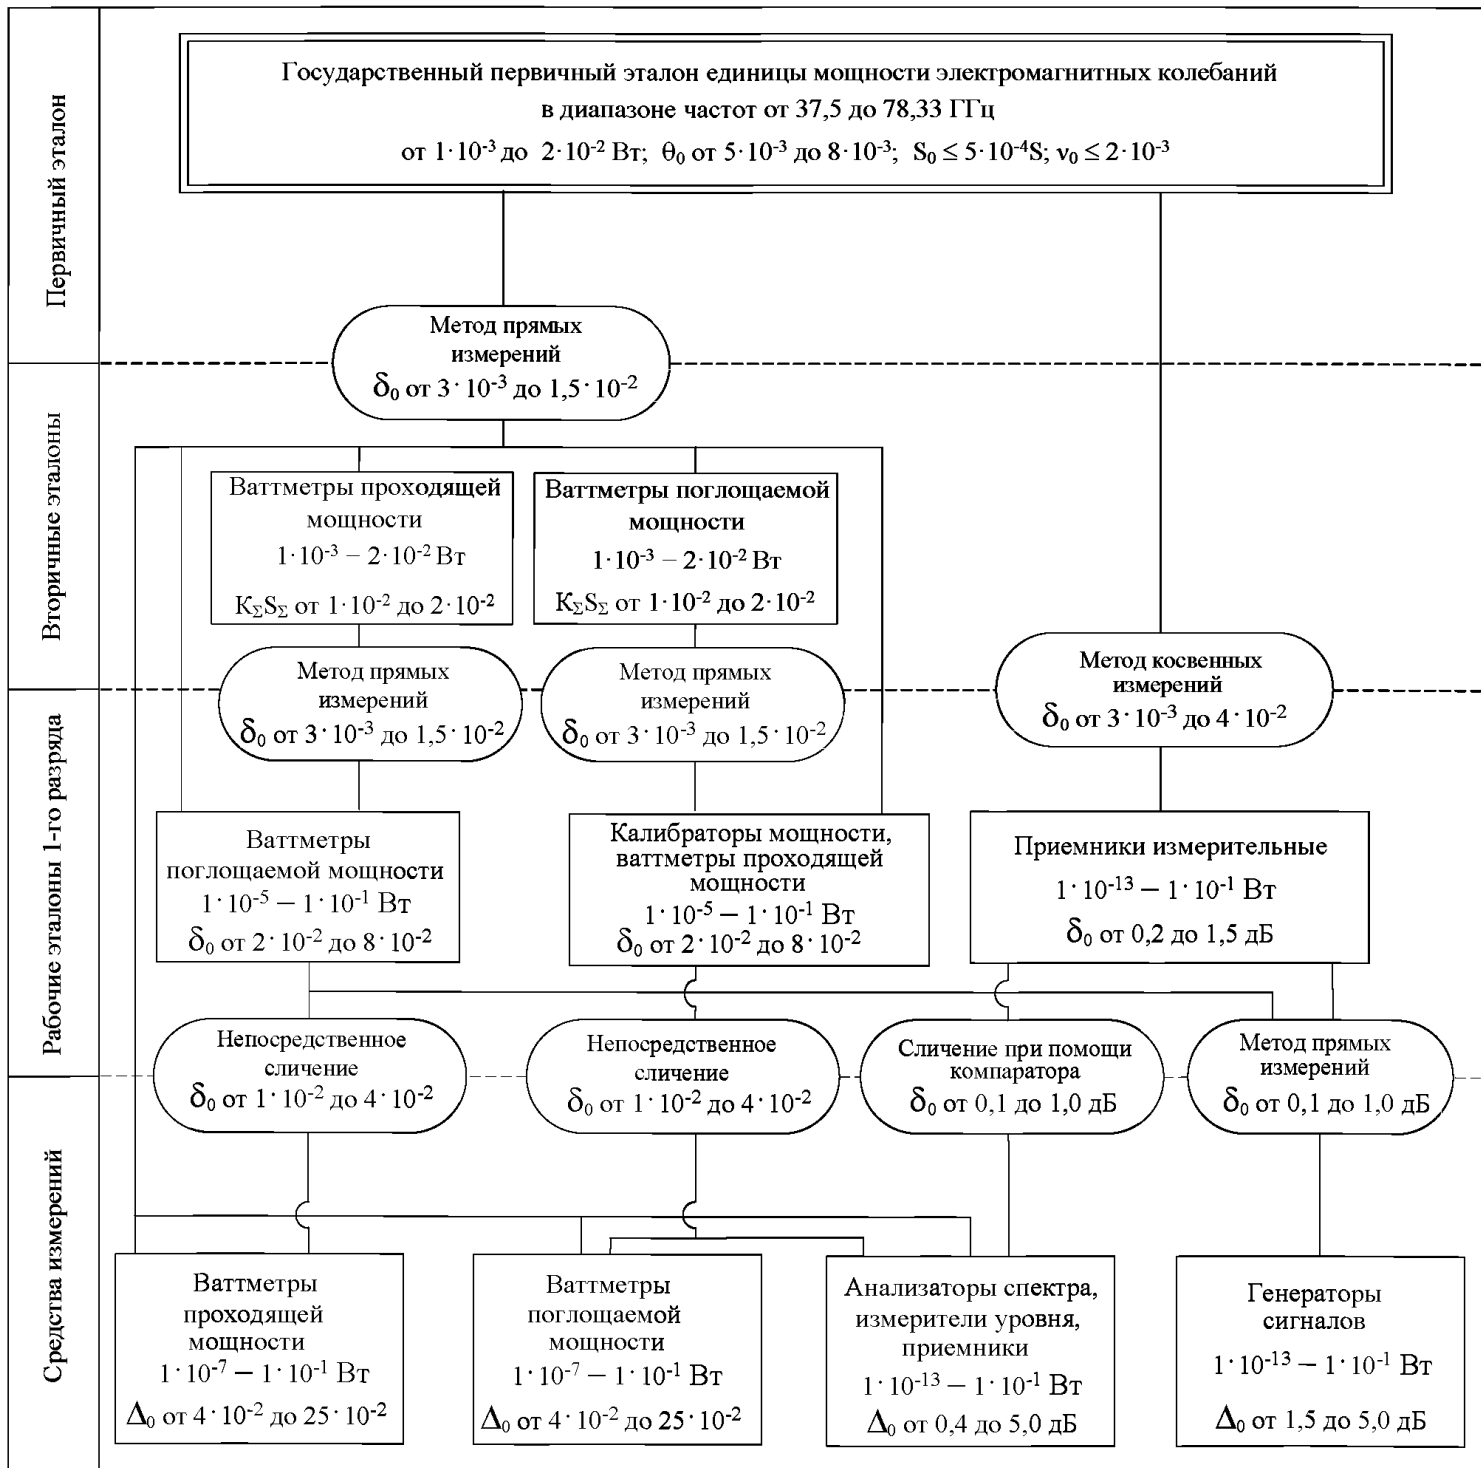 Первичный эталон
Государственный первичный эталон единицы мощности электромагнитных колебаний
в диапазоне частот от 37,5 до 78,33 ГГц
от 1·10⁻³ до 2·10⁻² Вт; θ₀ от 5·10⁻³ до 8·10⁻³; S₀ ≤ 5·10⁻⁴S; ν₀ ≤ 2·10⁻³
Метод прямых
измерений
δ₀ от 3·10⁻³ до 1,5·10⁻²
Вторичные эталоны
Ваттметры проходящей
мощности
1·10⁻³ – 2·10⁻² Вт
K_ΣS_Σ от 1·10⁻² до 2·10⁻²
Ваттметры поглощаемой
мощности
1·10⁻³ – 2·10⁻² Вт
K_ΣS_Σ от 1·10⁻² до 2·10⁻²
Метод прямых
измерений
δ₀ от 3·10⁻³ до 1,5·10⁻²
Метод прямых
измерений
δ₀ от 3·10⁻³ до 1,5·10⁻²
Метод косвенных
измерений
δ₀ от 3·10⁻³ до 4·10⁻²
Рабочие эталоны 1-го разряда
Ваттметры
поглощаемой мощности
1·10⁻⁵ – 1·10⁻¹ Вт
δ₀ от 2·10⁻² до 8·10⁻²
Калибраторы мощности,
ваттметры проходящей
мощности
1·10⁻⁵ – 1·10⁻¹ Вт
δ₀ от 2·10⁻² до 8·10⁻²
Приемники измерительные
1·10⁻¹³ – 1·10⁻¹ Вт
δ₀ от 0,2 до 1,5 дБ
Непосредственное
сличение
δ₀ от 1·10⁻² до 4·10⁻²
Непосредственное
сличение
δ₀ от 1·10⁻² до 4·10⁻²
Сличение при помощи
компаратора
δ₀ от 0,1 до 1,0 дБ
Метод прямых
измерений
δ₀ от 0,1 до 1,0 дБ
Средства измерений
Ваттметры
проходящей
мощности
1·10⁻⁷ – 1·10⁻¹ Вт
Δ₀ от 4·10⁻² до 25·10⁻²
Ваттметры
поглощаемой
мощности
1·10⁻⁷ – 1·10⁻¹ Вт
Δ₀ от 4·10⁻² до 25·10⁻²
Анализаторы спектра,
измерители уровня,
приемники
1·10⁻¹³ – 1·10⁻¹ Вт
Δ₀ от 0,4 до 5,0 дБ
Генераторы
сигналов
1·10⁻¹³ – 1·10⁻¹ Вт
Δ₀ от 1,5 до 5,0 дБ